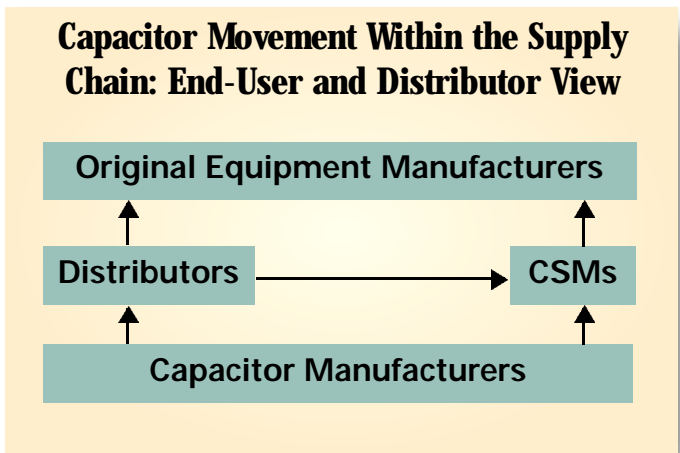 Capacitor Movement Within the Supply
Chain: End-User and Distributor View
Original Equipment Manufacturers
Distributors
CSMs
Capacitor Manufacturers